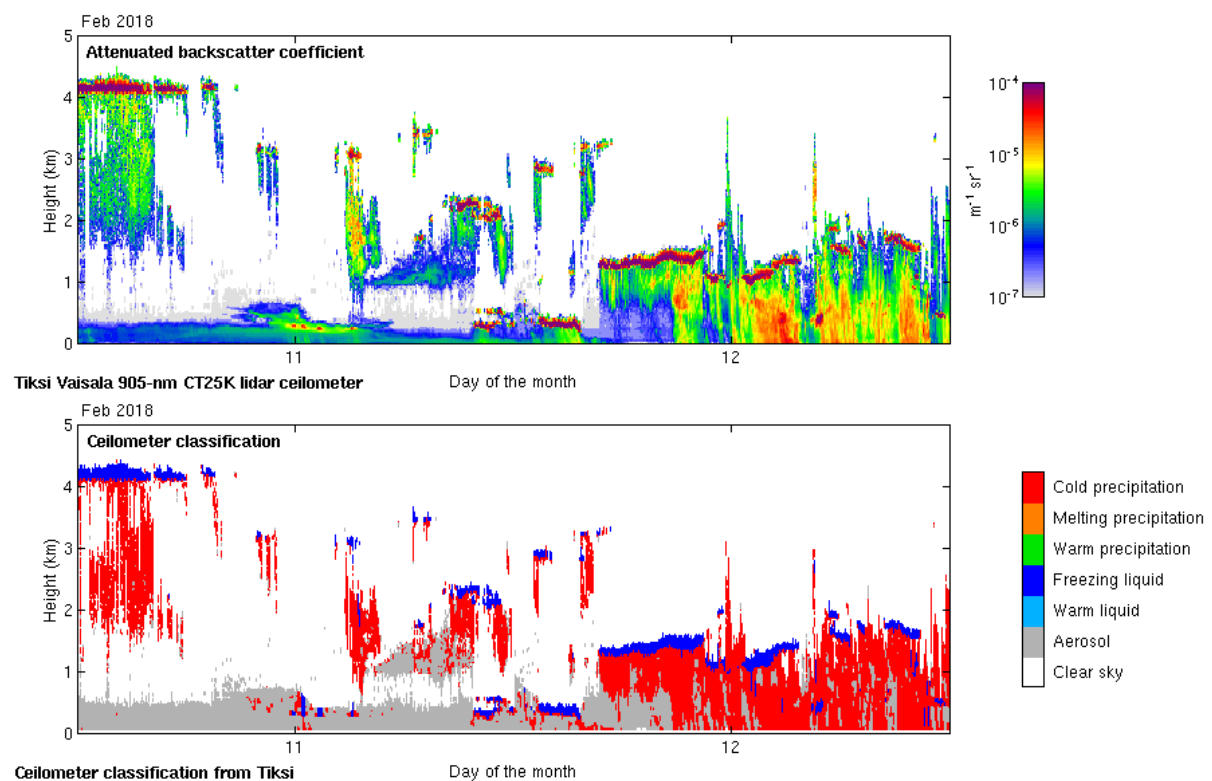 Feb 2018
Attenuated backscatter coefficient
5
4
3
2
1
0
Height (km)
11
12
Day of the month
Tiksi Vaisala 905-nm CT25K lidar ceilometer
10⁻⁴
10⁻⁵
10⁻⁶
10⁻⁷
m⁻¹ sr⁻¹
Feb 2018
Ceilometer classification
5
4
3
2
1
0
Height (km)
11
12
Day of the month
Ceilometer classification from Tiksi
Cold precipitation
Melting precipitation
Warm precipitation
Freezing liquid
Warm liquid
Aerosol
Clear sky